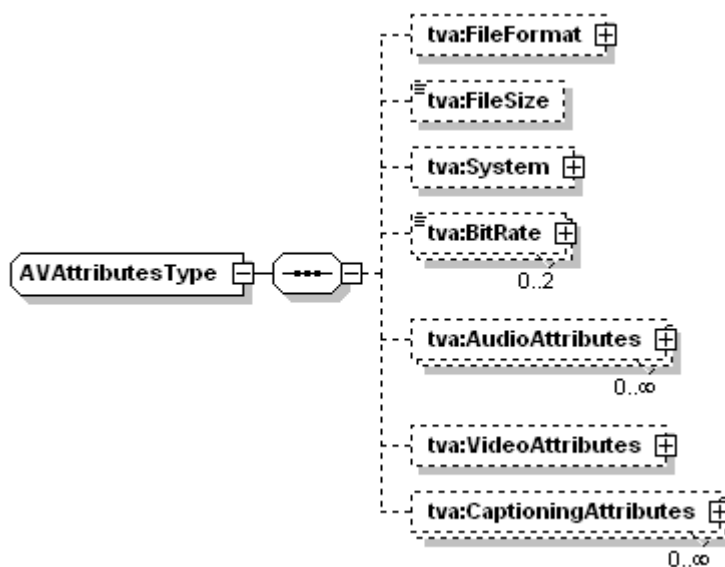 tva:FileFormat
tva:FileSize
tva:System
tva:BitRate
0..2
AVAttributesType
tva:AudioAttributes
0..∞
tva:VideoAttributes
tva:CaptioningAttributes
0..∞